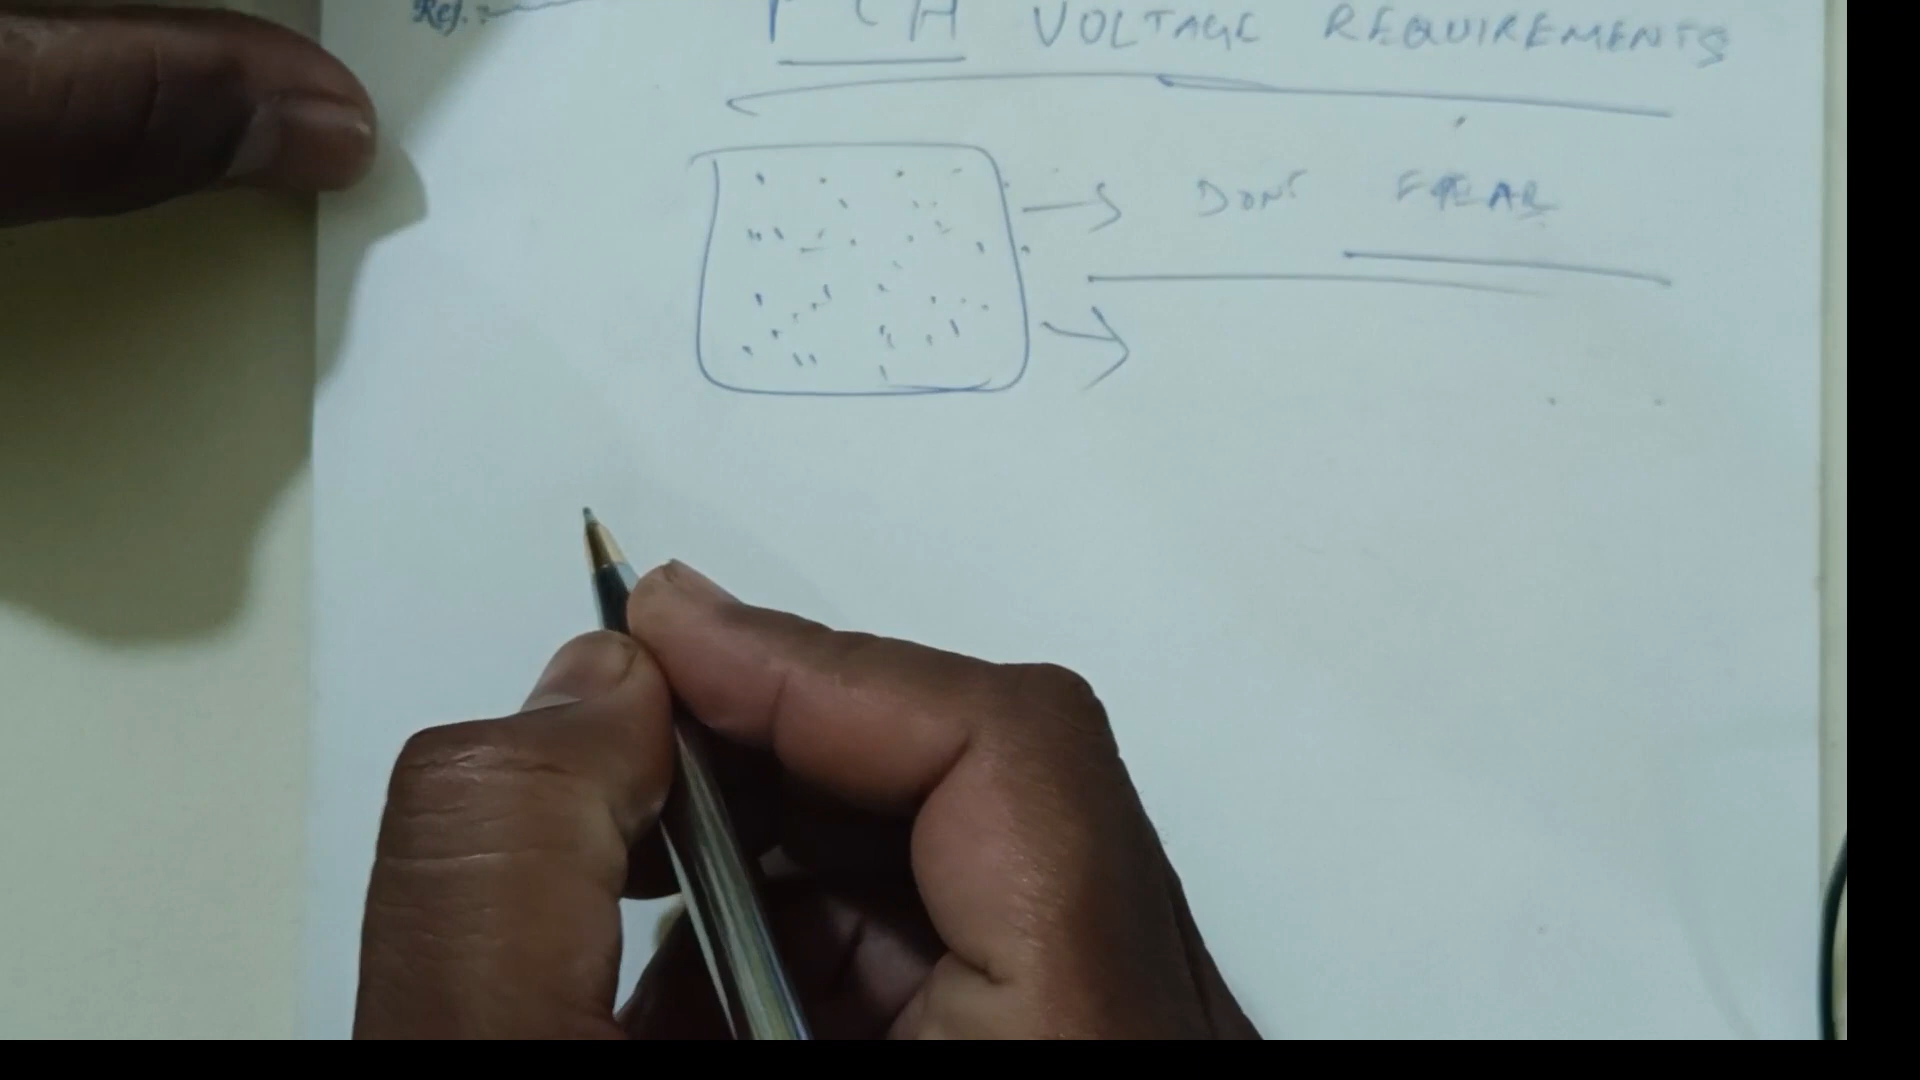 Ref. :
PCH VOLTAGE REQUIREMENTS
DONT FEAR